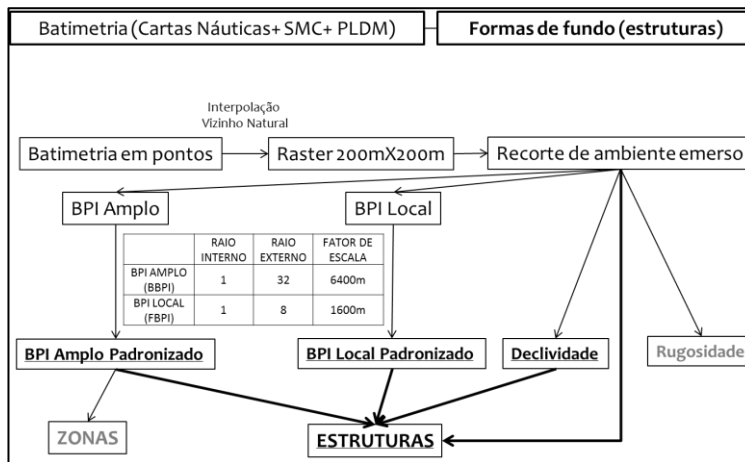 Batimetria (Cartas Náuticas+ SMC+ PLDM)
Formas de fundo (estruturas)
Interpolação
Vizinho Natural
Batimetria em pontos
Raster 200mX200m
Recorte de ambiente emerso
BPI Amplo
BPI Local
RAIO INTERNO
RAIO EXTERNO
FATOR DE ESCALA
BPI AMPLO (BBPI)
1
32
6400m
BPI LOCAL (FBPI)
1
8
1600m
BPI Amplo Padronizado
BPI Local Padronizado
Declividade
Rugosidade
ZONAS
ESTRUTURAS